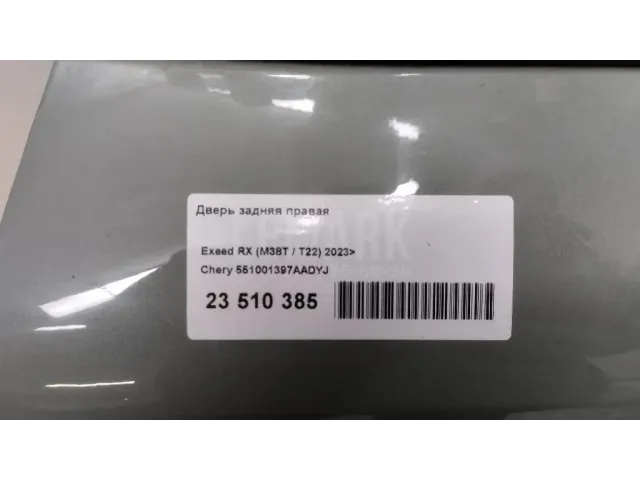 Дверь задняя правая
Exeed RX (M38T / T22) 2023>
Chery 551001397AADYJ
23 510 385